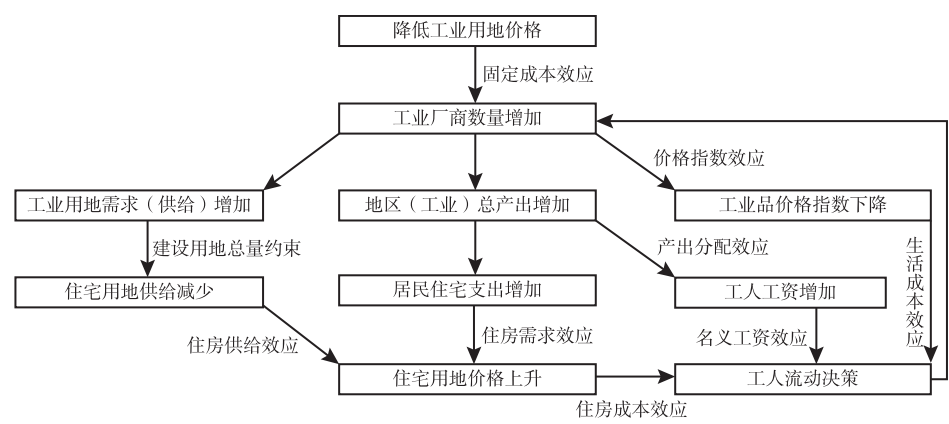 降低工业用地价格
固定成本效应
工业厂商数量增加
价格指数效应
工业用地需求（供给）增加
地区（工业）总产出增加
工业品价格指数下降
建设用地总量约束
产出分配效应
生活成本效应
住宅用地供给减少
居民住宅支出增加
工人工资增加
住房供给效应
住房需求效应
名义工资效应
住宅用地价格上升
工人流动决策
住房成本效应